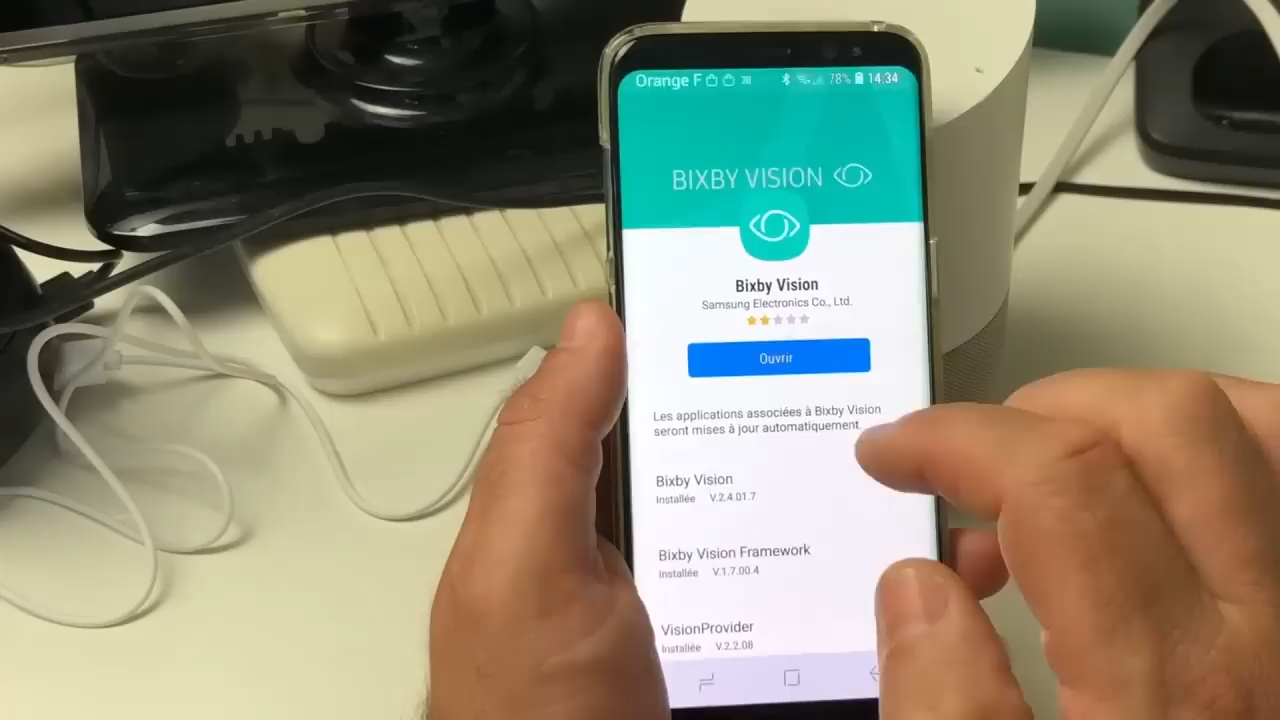 Orange F 78% 14:34
BIXBY VISION
Bixby Vision
Samsung Electronics Co., Ltd.
Ouvrir
Les applications associées à Bixby Vision
seront mises à jour automatiquement.
Bixby Vision
Installée V.2.4.01.7
Bixby Vision Framework
Installée V.1.7.00.4
VisionProvider
Installée V.2.2.08